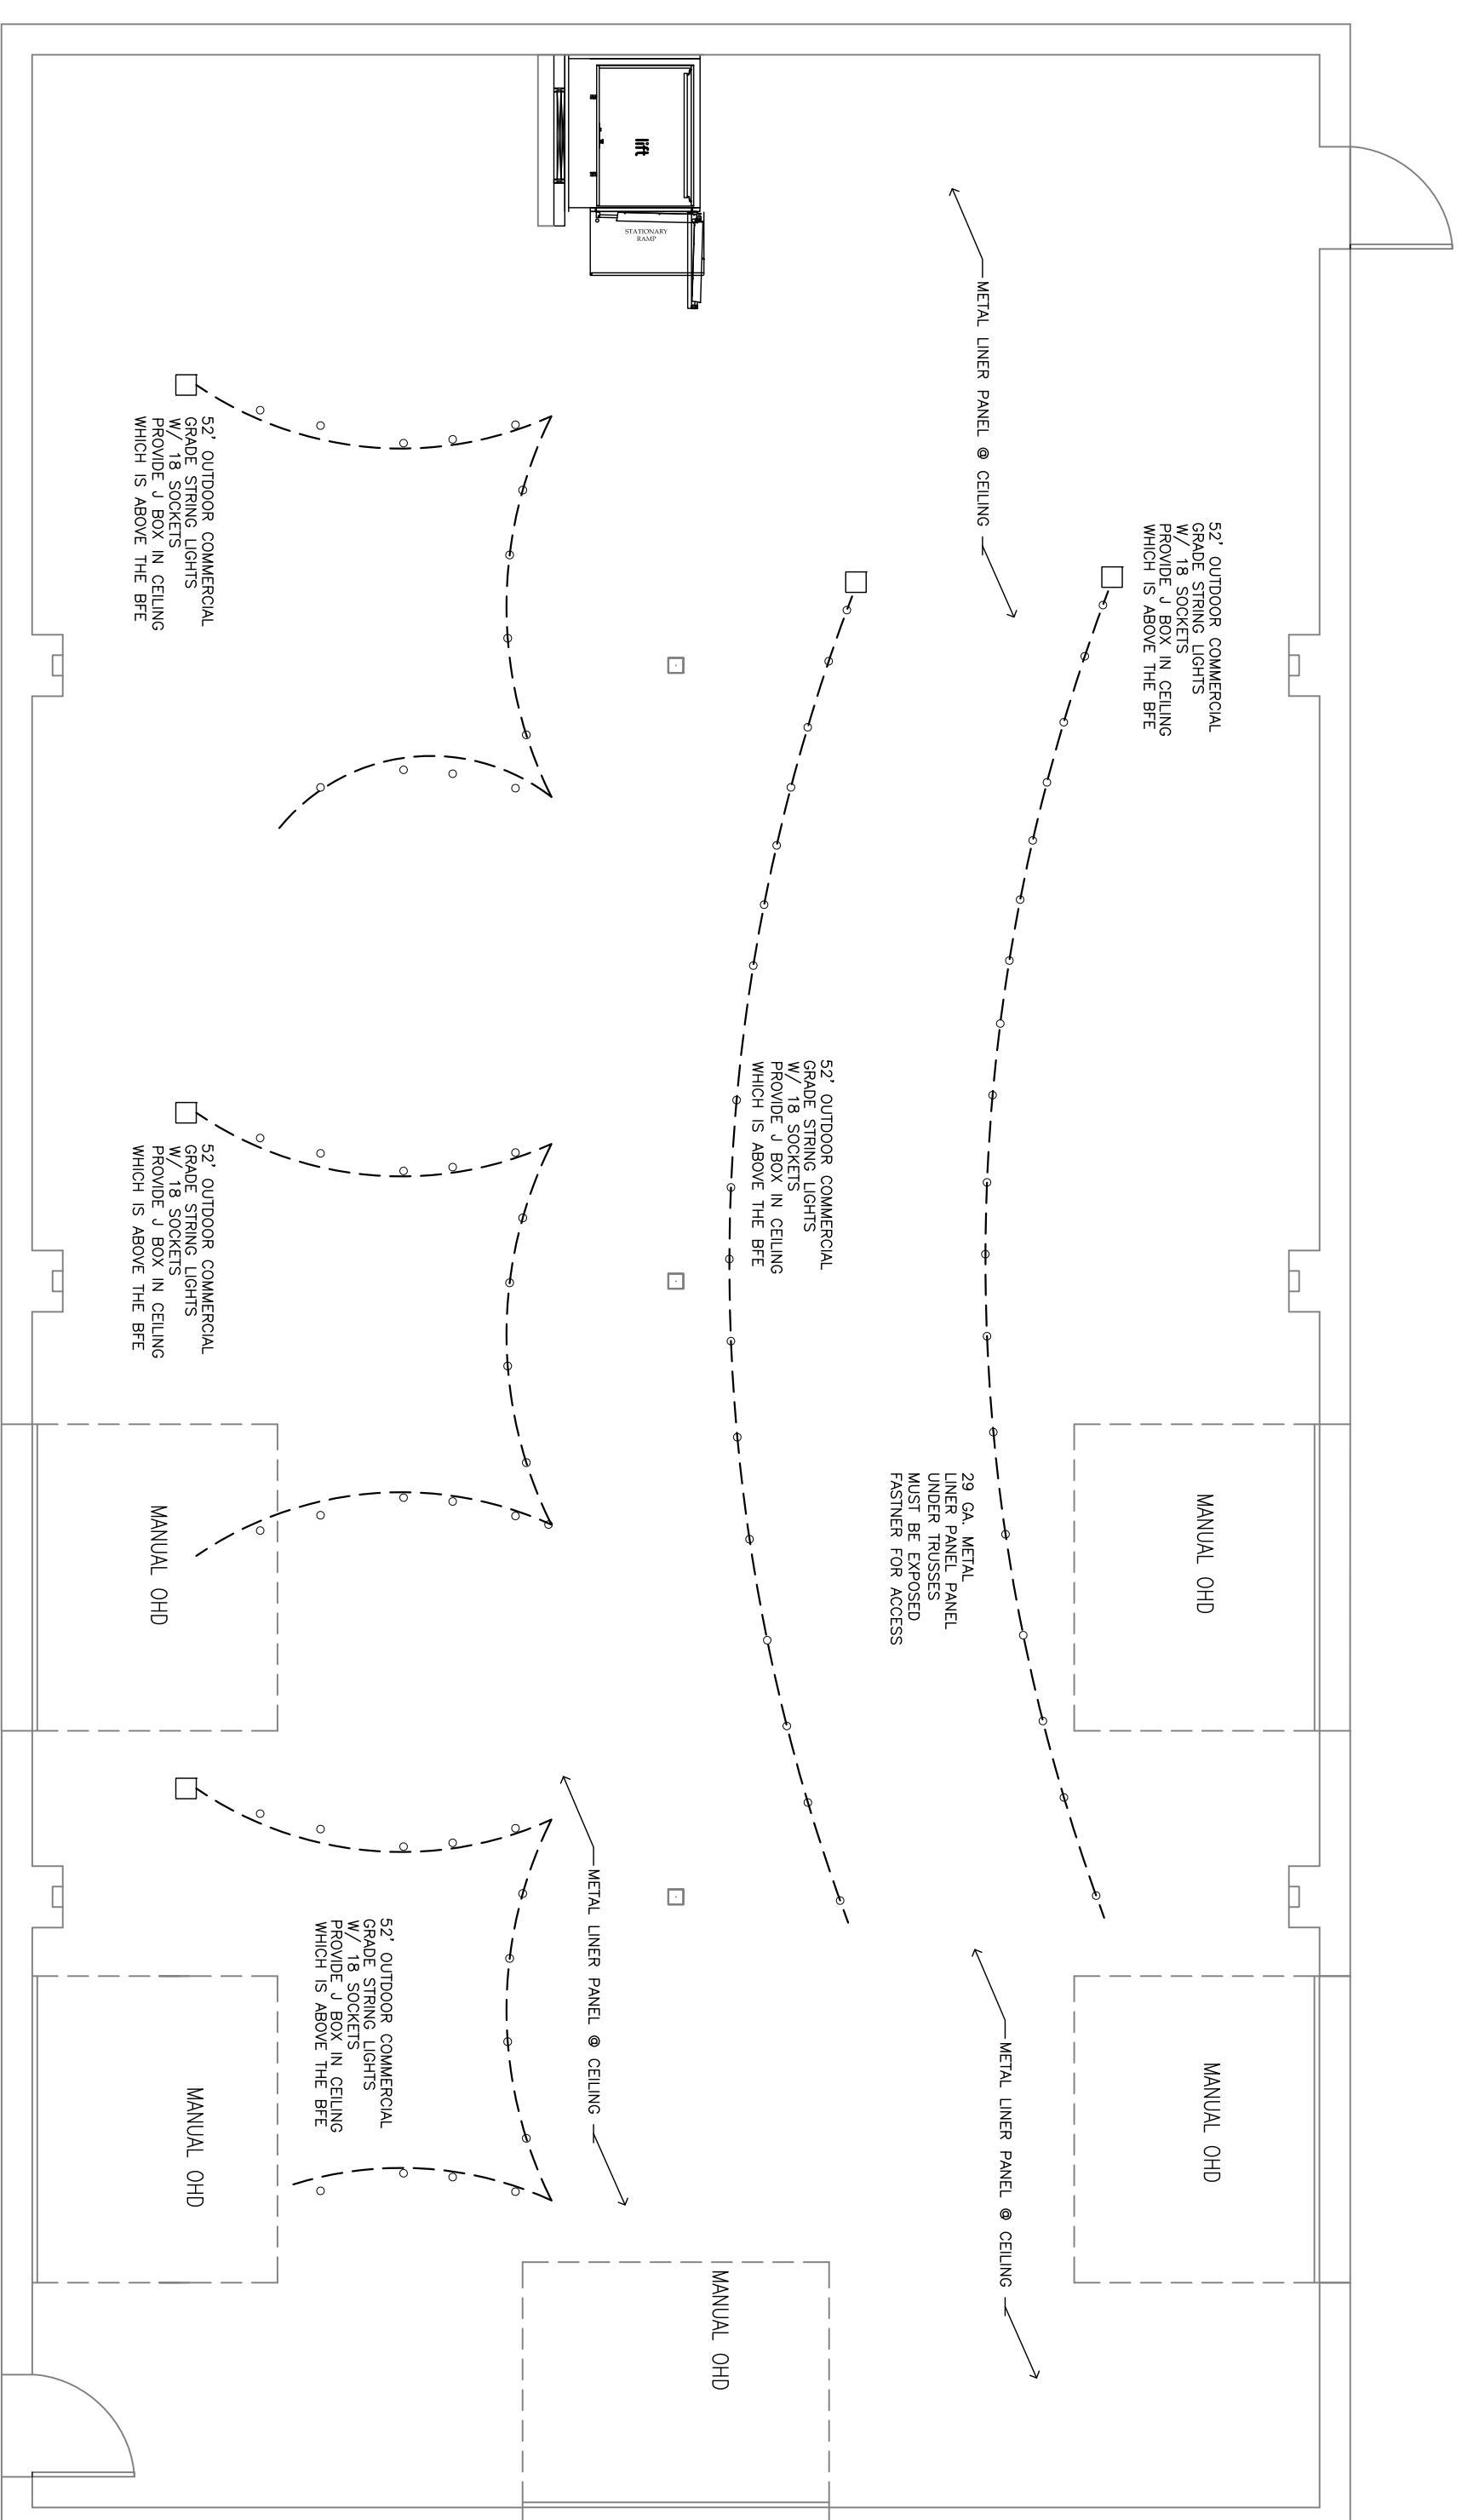 lift
STATIONARY
RAMP
METAL LINER PANEL @ CEILING
52' OUTDOOR COMMERCIAL
GRADE STRING LIGHTS
W/ 18 SOCKETS
PROVIDE J BOX IN CEILING
WHICH IS ABOVE THE BFE
52' OUTDOOR COMMERCIAL
GRADE STRING LIGHTS
W/ 18 SOCKETS
PROVIDE J BOX IN CEILING
WHICH IS ABOVE THE BFE
52' OUTDOOR COMMERCIAL
GRADE STRING LIGHTS
W/ 18 SOCKETS
PROVIDE J BOX IN CEILING
WHICH IS ABOVE THE BFE
52' OUTDOOR COMMERCIAL
GRADE STRING LIGHTS
W/ 18 SOCKETS
PROVIDE J BOX IN CEILING
WHICH IS ABOVE THE BFE
29 GA. METAL
LINER PANEL PANEL
UNDER TRUSSES
MUST BE EXPOSED
FASTNER FOR ACCESS
MANUAL OHD
MANUAL OHD
METAL LINER PANEL @ CEILING
52' OUTDOOR COMMERCIAL
GRADE STRING LIGHTS
W/ 18 SOCKETS
PROVIDE J BOX IN CEILING
WHICH IS ABOVE THE BFE
METAL LINER PANEL @ CEILING
MANUAL OHD
MANUAL OHD
MANUAL OHD